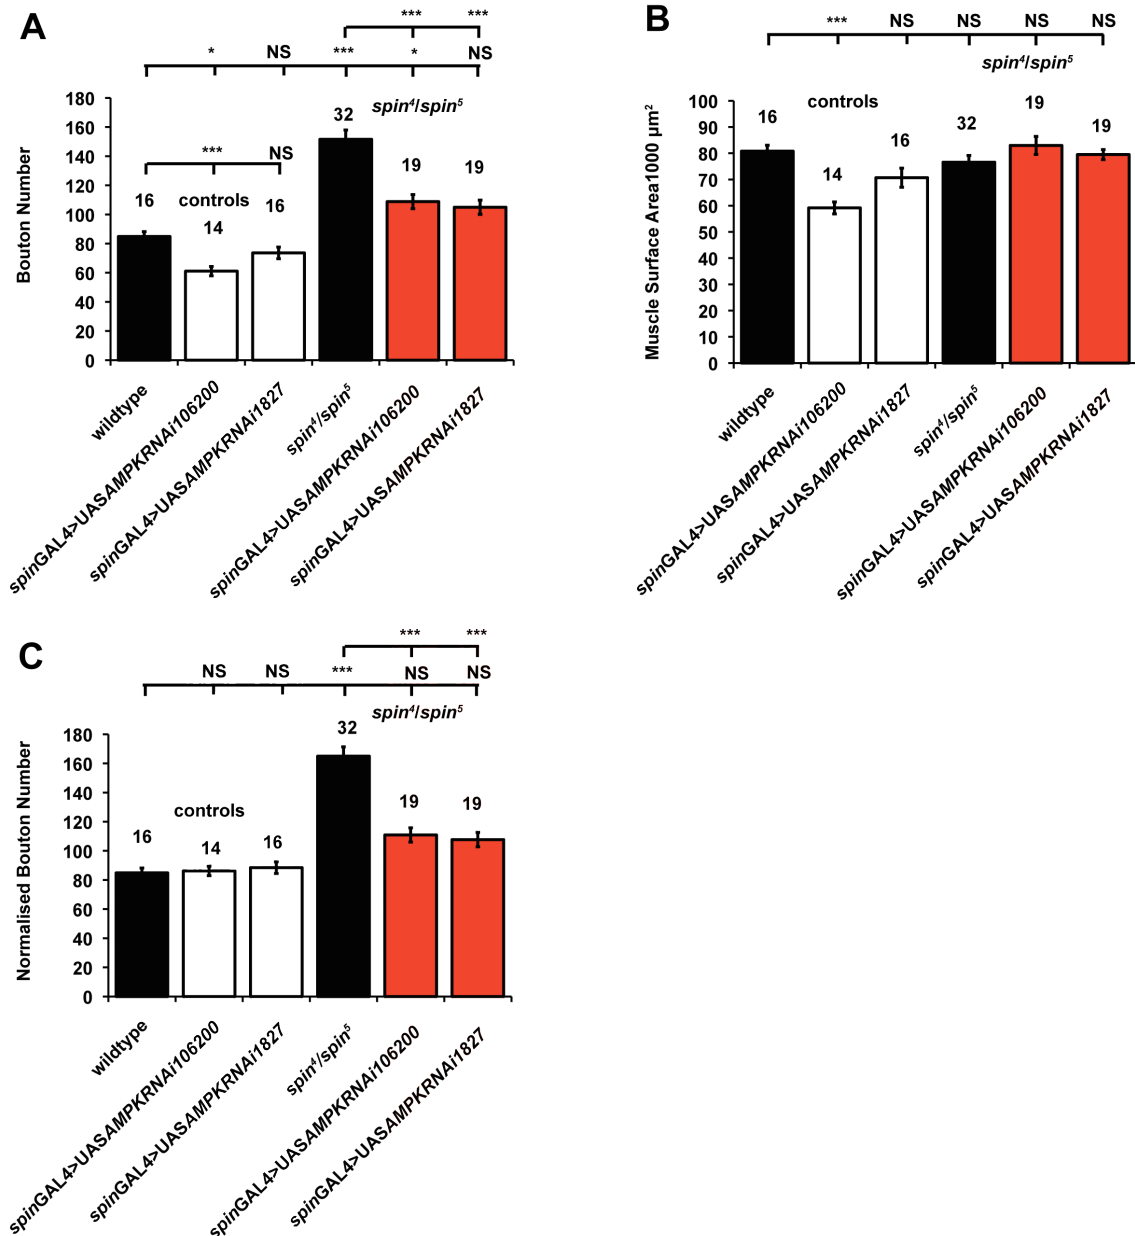 A
*** ***
* NS *** * NS
spin⁴/spin⁵
180
160
140
120
100
80
60
40
20
0
Bouton Number
*** NS
controls
16 14 16 32 19 19
wildtype
spinGAL4>UASAMPKRNAi106200
spinGAL4>UASAMPKRNAi1827
spin⁴/spin⁵
spinGAL4>UASAMPKRNAi106200
spinGAL4>UASAMPKRNAi1827
B
*** NS NS NS NS
spin⁴/spin⁵
controls
100
90
80
70
60
50
40
30
20
10
0
Muscle Surface Area1000 µm²
16 14 16 32 19 19
wildtype
spinGAL4>UASAMPKRNAi106200
spinGAL4>UASAMPKRNAi1827
spin⁴/spin⁵
spinGAL4>UASAMPKRNAi106200
spinGAL4>UASAMPKRNAi1827
C
*** ***
NS NS *** NS NS
spin⁴/spin⁵
180
160
140
120
100
80
60
40
20
0
Normalised Bouton Number
controls
16 14 16 32 19 19
wildtype
spinGAL4>UASAMPKRNAi106200
spinGAL4>UASAMPKRNAi1827
spin⁴/spin⁵
spinGAL4>UASAMPKRNAi106200
spinGAL4>UASAMPKRNAi1827